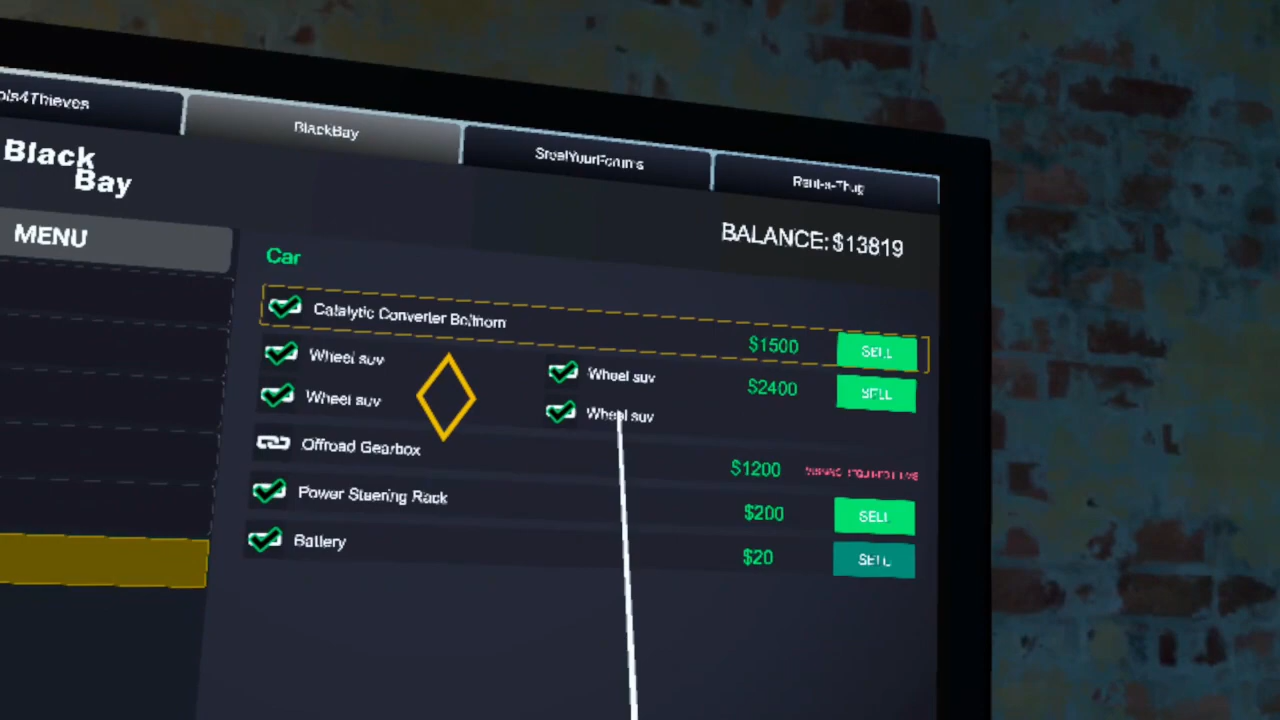 ols4Thieves
BlackBay
StealYourForums
Rent-a-Thug
Black
Bay
BALANCE: $13819
MENU
Car
Catalytic Converter Bolthorn
$1500
SELL
Wheel suv
Wheel suv
$2400
SELL
Wheel suv
Wheel suv
Offroad Gearbox
$1200
Power Steering Rack
$200
SELL
Battery
$20
SELL